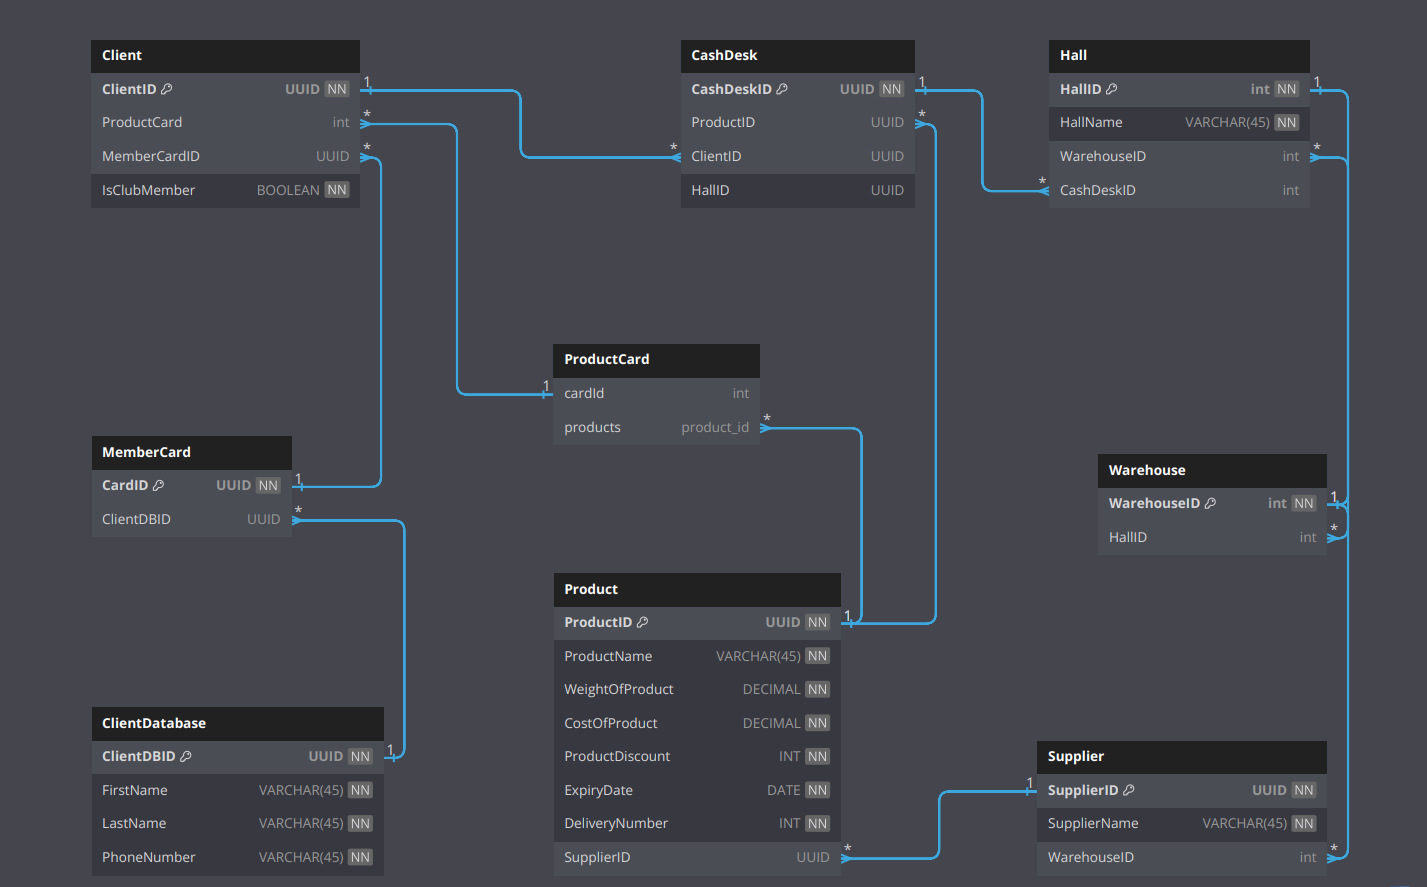 Client
ClientID UUID NN
ProductCard int
MemberCardID UUID
IsClubMember BOOLEAN NN
1
*
*
CashDesk
CashDeskID UUID NN
ProductID UUID
ClientID UUID
HallID UUID
*
1
*
Hall
HallID int NN
HallName VARCHAR(45) NN
WarehouseID int
CashDeskID int
*
1
*
ProductCard
cardId int
products product_id
1
*
MemberCard
CardID UUID NN
ClientDBID UUID
1
*
Warehouse
WarehouseID int NN
HallID int
1
*
Product
ProductID UUID NN
ProductName VARCHAR(45) NN
WeightOfProduct DECIMAL NN
CostOfProduct DECIMAL NN
ProductDiscount INT NN
ExpiryDate DATE NN
DeliveryNumber INT NN
SupplierID UUID
1
*
ClientDatabase
ClientDBID UUID NN
FirstName VARCHAR(45) NN
LastName VARCHAR(45) NN
PhoneNumber VARCHAR(45) NN
1
Supplier
SupplierID UUID NN
SupplierName VARCHAR(45) NN
WarehouseID int
1
*